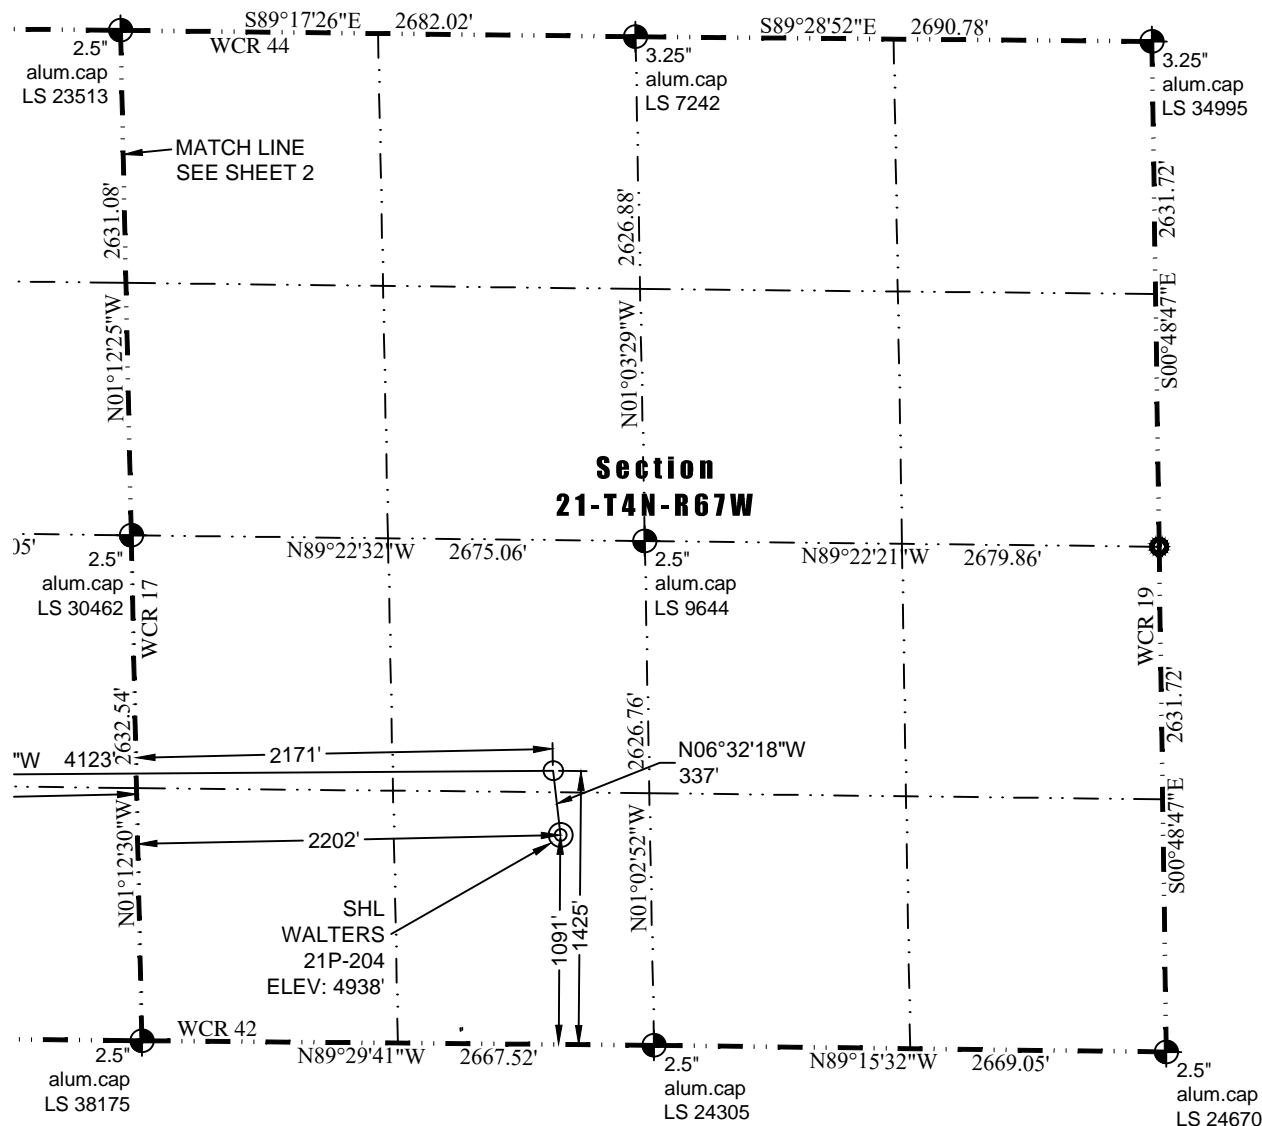 S89°17'26"E 2682.02'
S89°28'52"E 2690.78'
WCR 44
2.5"
alum.cap
LS 23513
3.25"
alum.cap
LS 7242
3.25"
alum.cap
LS 34995
MATCH LINE
SEE SHEET 2
N01°12'25"W 2631.08'
N01°03'29"W 2626.88'
S00°48'47"E 2631.72'
Section
21-T4N-R67W
05'
N89°22'32"W 2675.06'
N89°22'21"W 2679.86'
2.5"
alum.cap
LS 30462
2.5"
alum.cap
LS 9644
WCR 17
WCR 19
N01°12'30"W 2632.54'
N01°02'52"W 2626.76'
S00°48'47"E 2631.72'
"W 4123'
2171'
N06°32'18"W
337'
2202'
SHL
WALTERS
21P-204
ELEV: 4938'
1091'
1425'
WCR 42
N89°29'41"W 2667.52'
N89°15'32"W 2669.05'
2.5"
alum.cap
LS 38175
2.5"
alum.cap
LS 24305
2.5"
alum.cap
LS 24670